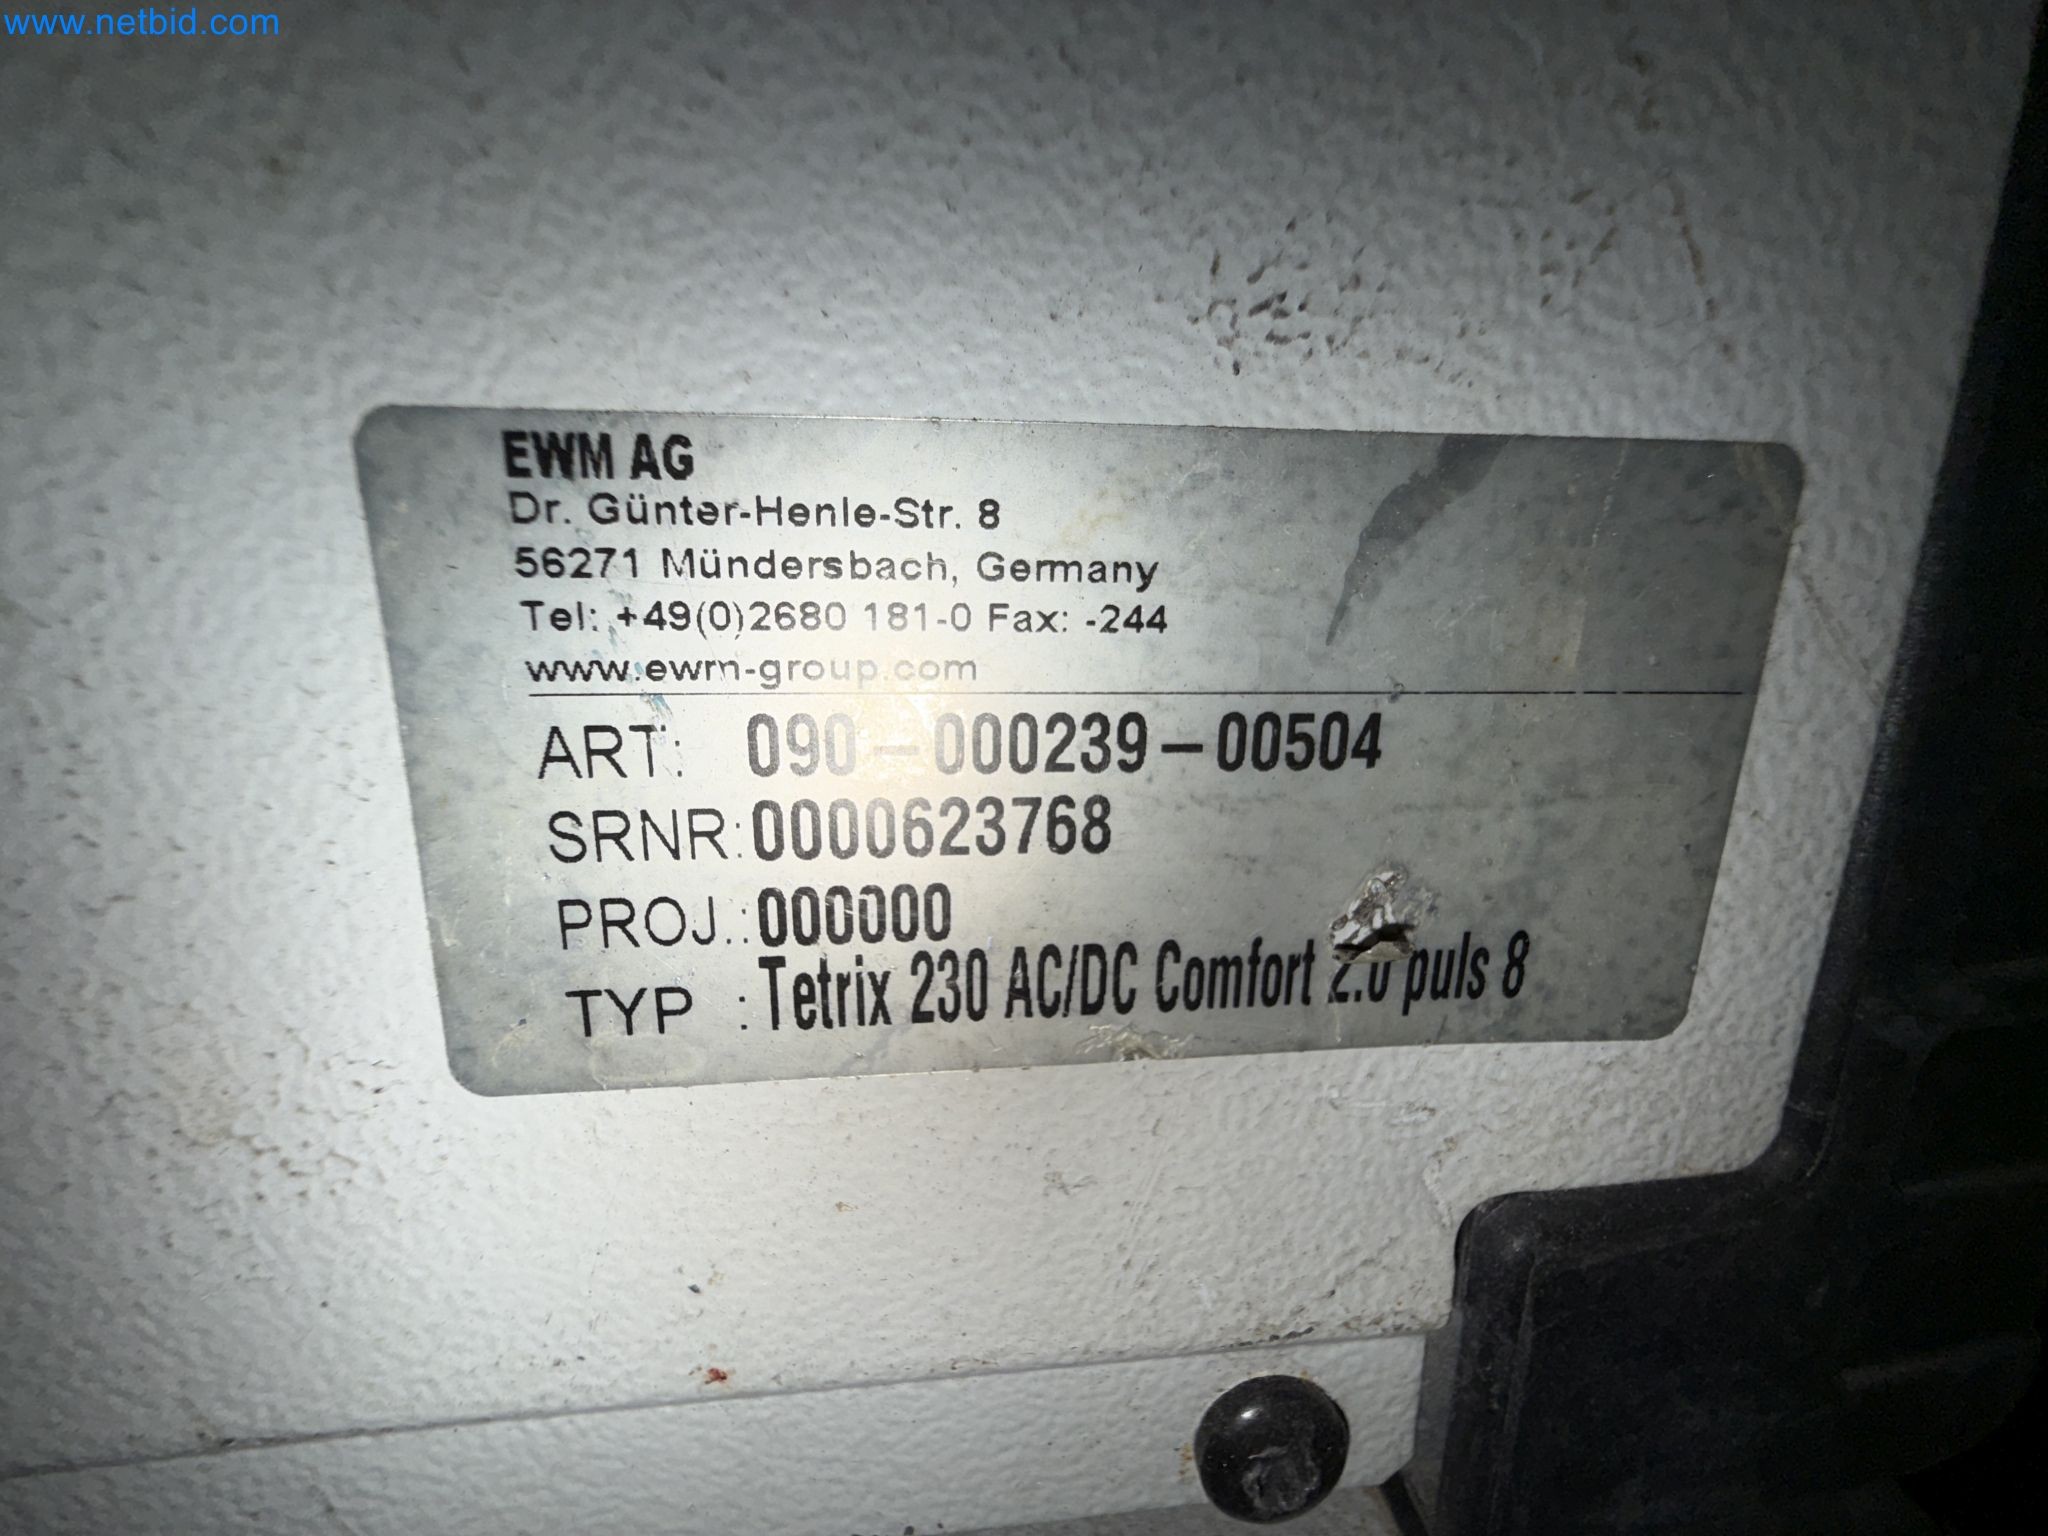 www.netbid.com
EWM AG
Dr. Günter-Henle-Str. 8
56271 Mündersbach, Germany
Tel: +49(0)2680 181-0 Fax: -244
www.ewm-group.com
ART: 090-000239-00504
SRNR:0000623768
PROJ.:000000
TYP :Tetrix 230 AC/DC Comfort 2.0 puls 8